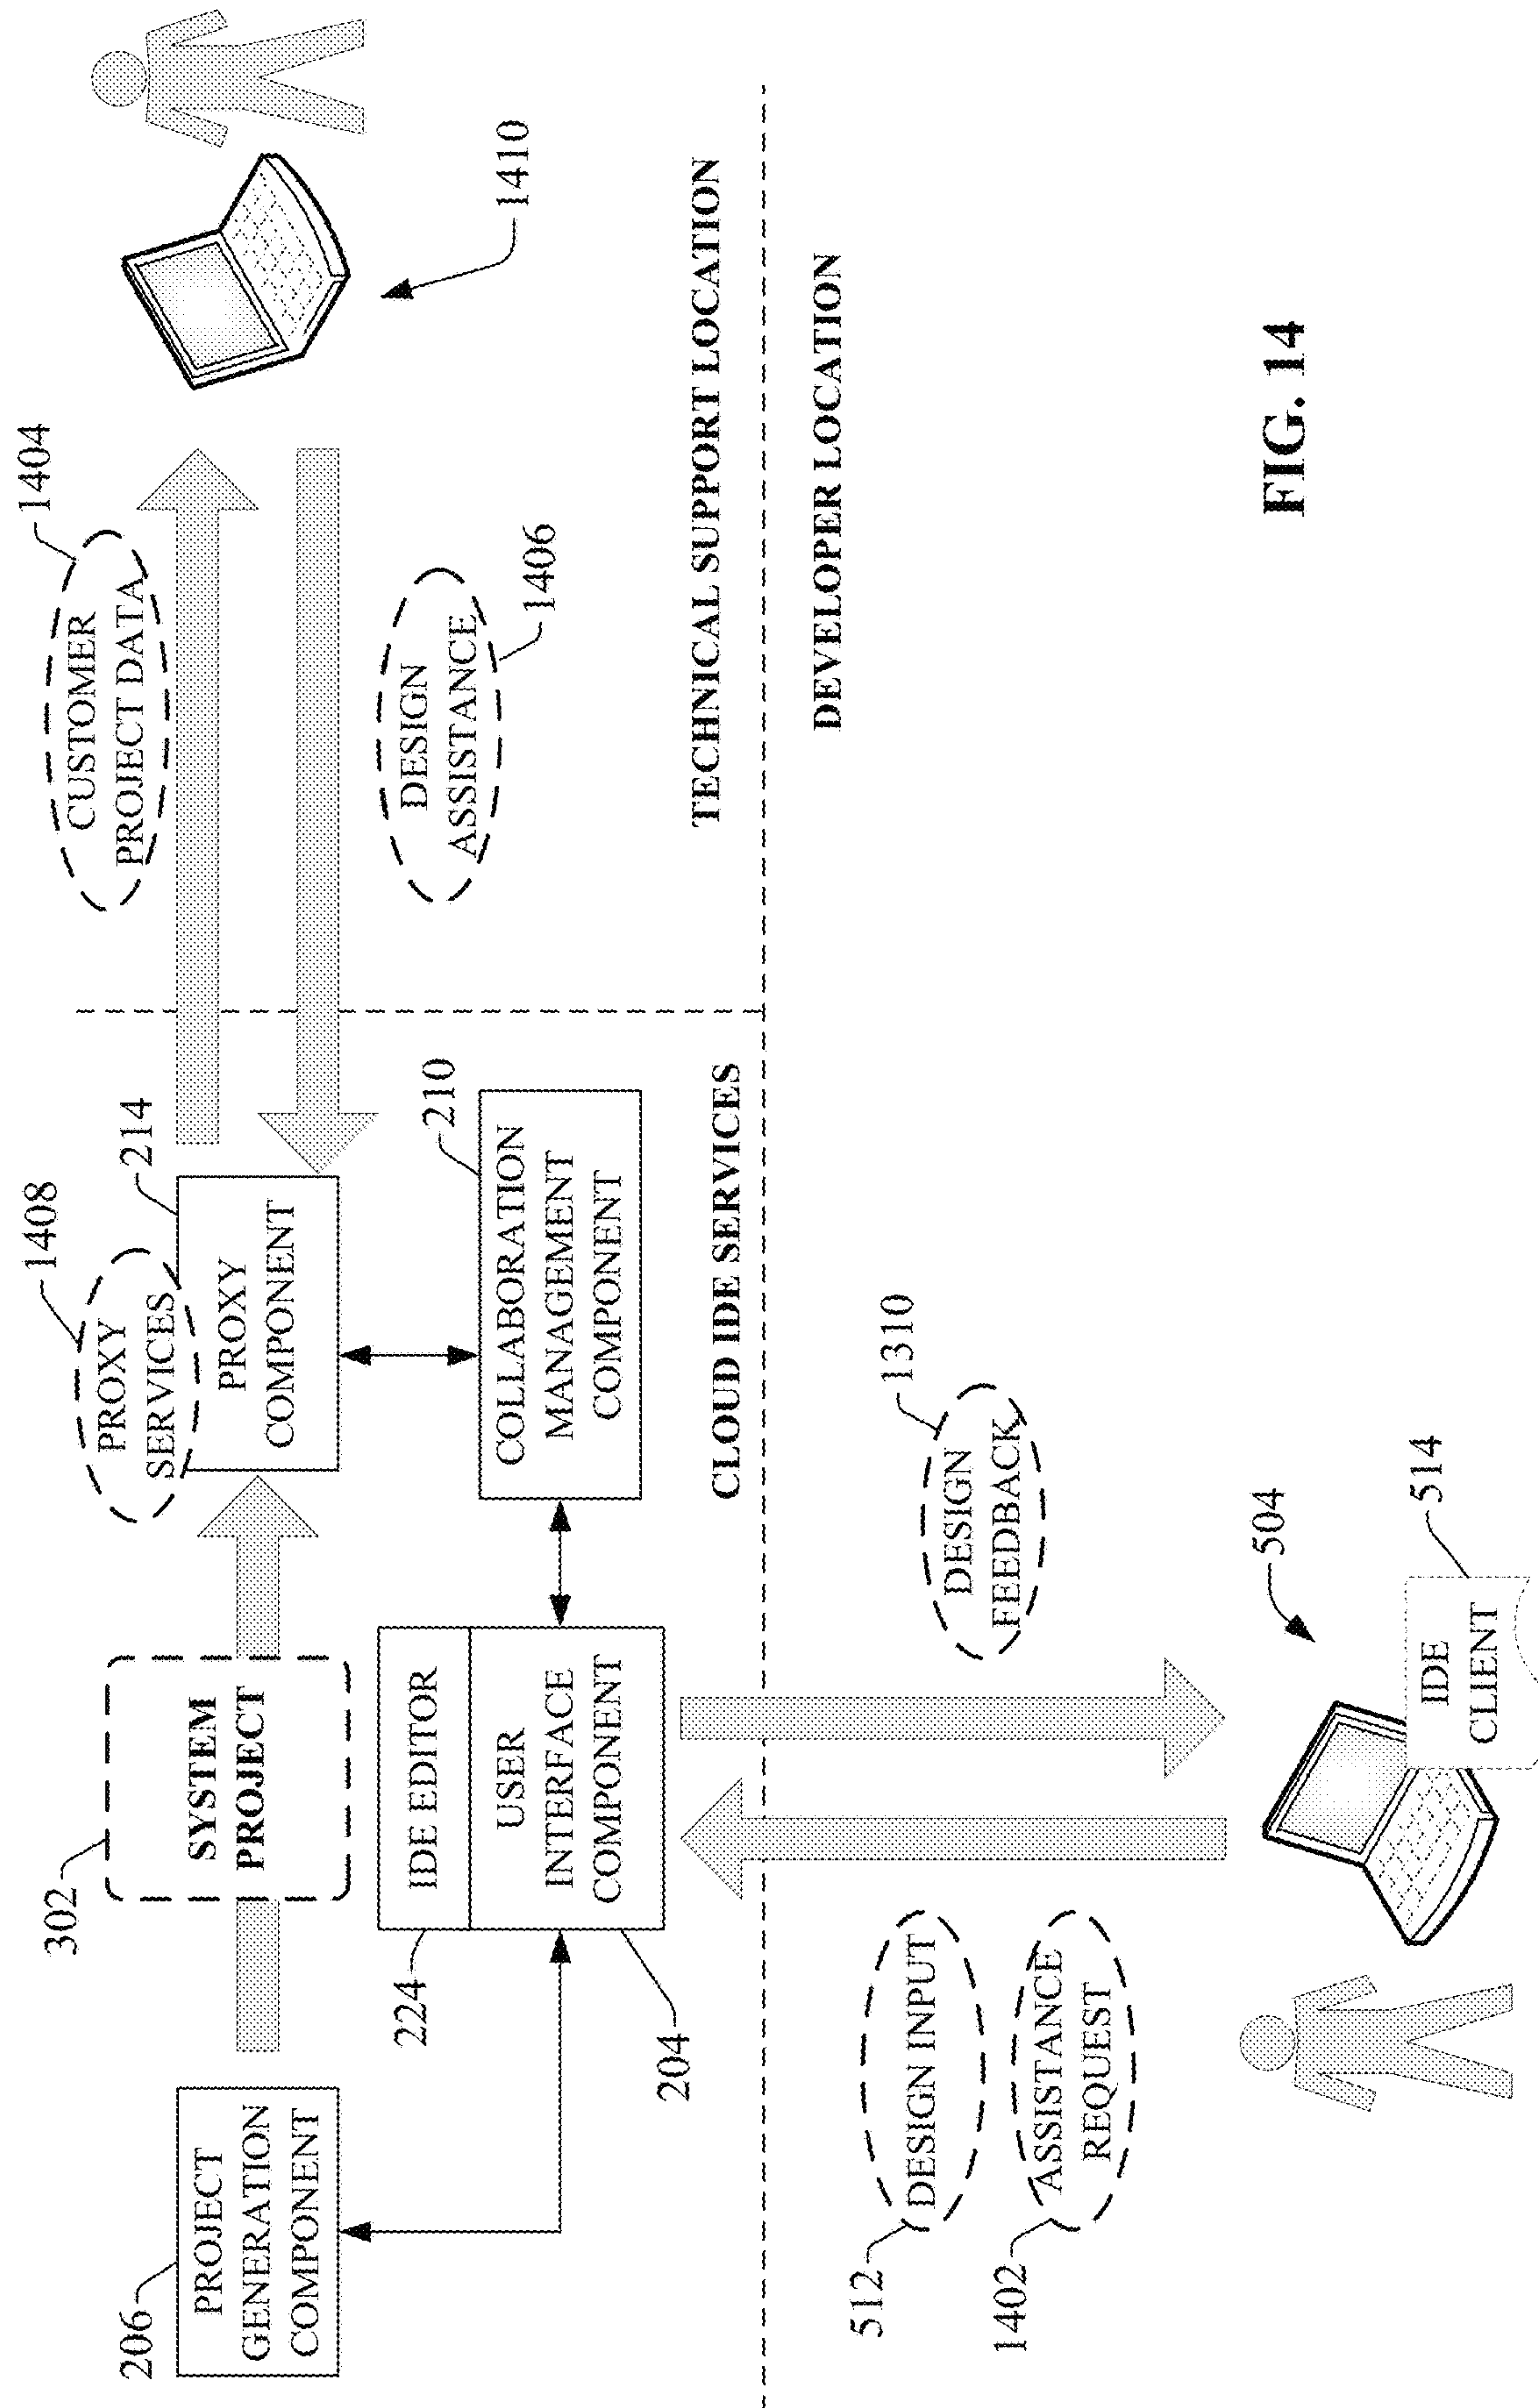 206
PROJECT
GENERATION
COMPONENT
302
SYSTEM
PROJECT
1408
PROXY
SERVICES
214
PROXY
COMPONENT
1404
CUSTOMER
PROJECT DATA
1410
DESIGN
ASSISTANCE
1406
224
IDE EDITOR
USER
INTERFACE
COMPONENT
204
210
COLLABORATION
MANAGEMENT
COMPONENT
CLOUD IDE SERVICES
TECHNICAL SUPPORT LOCATION
DEVELOPER LOCATION
512
DESIGN INPUT
1402
ASSISTANCE
REQUEST
1310
DESIGN
FEEDBACK
504
514
IDE
CLIENT
FIG. 14